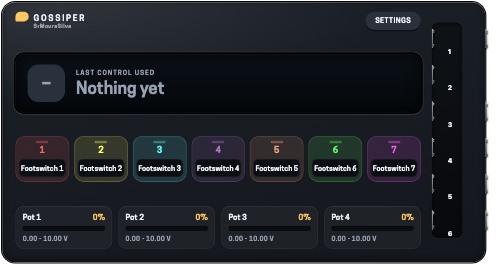 GOSSIPER
SrMouraSilva
SETTINGS
LAST CONTROL USED
–
Nothing yet
1 2 3 4 5 6 7
Footswitch 1 Footswitch 2 Footswitch 3 Footswitch 4 Footswitch 5 Footswitch 6 Footswitch 7
Pot 1 0% Pot 2 0% Pot 3 0% Pot 4 0%
0.00 - 10.00 V 0.00 - 10.00 V 0.00 - 10.00 V 0.00 - 10.00 V
1
2
3
4
5
6